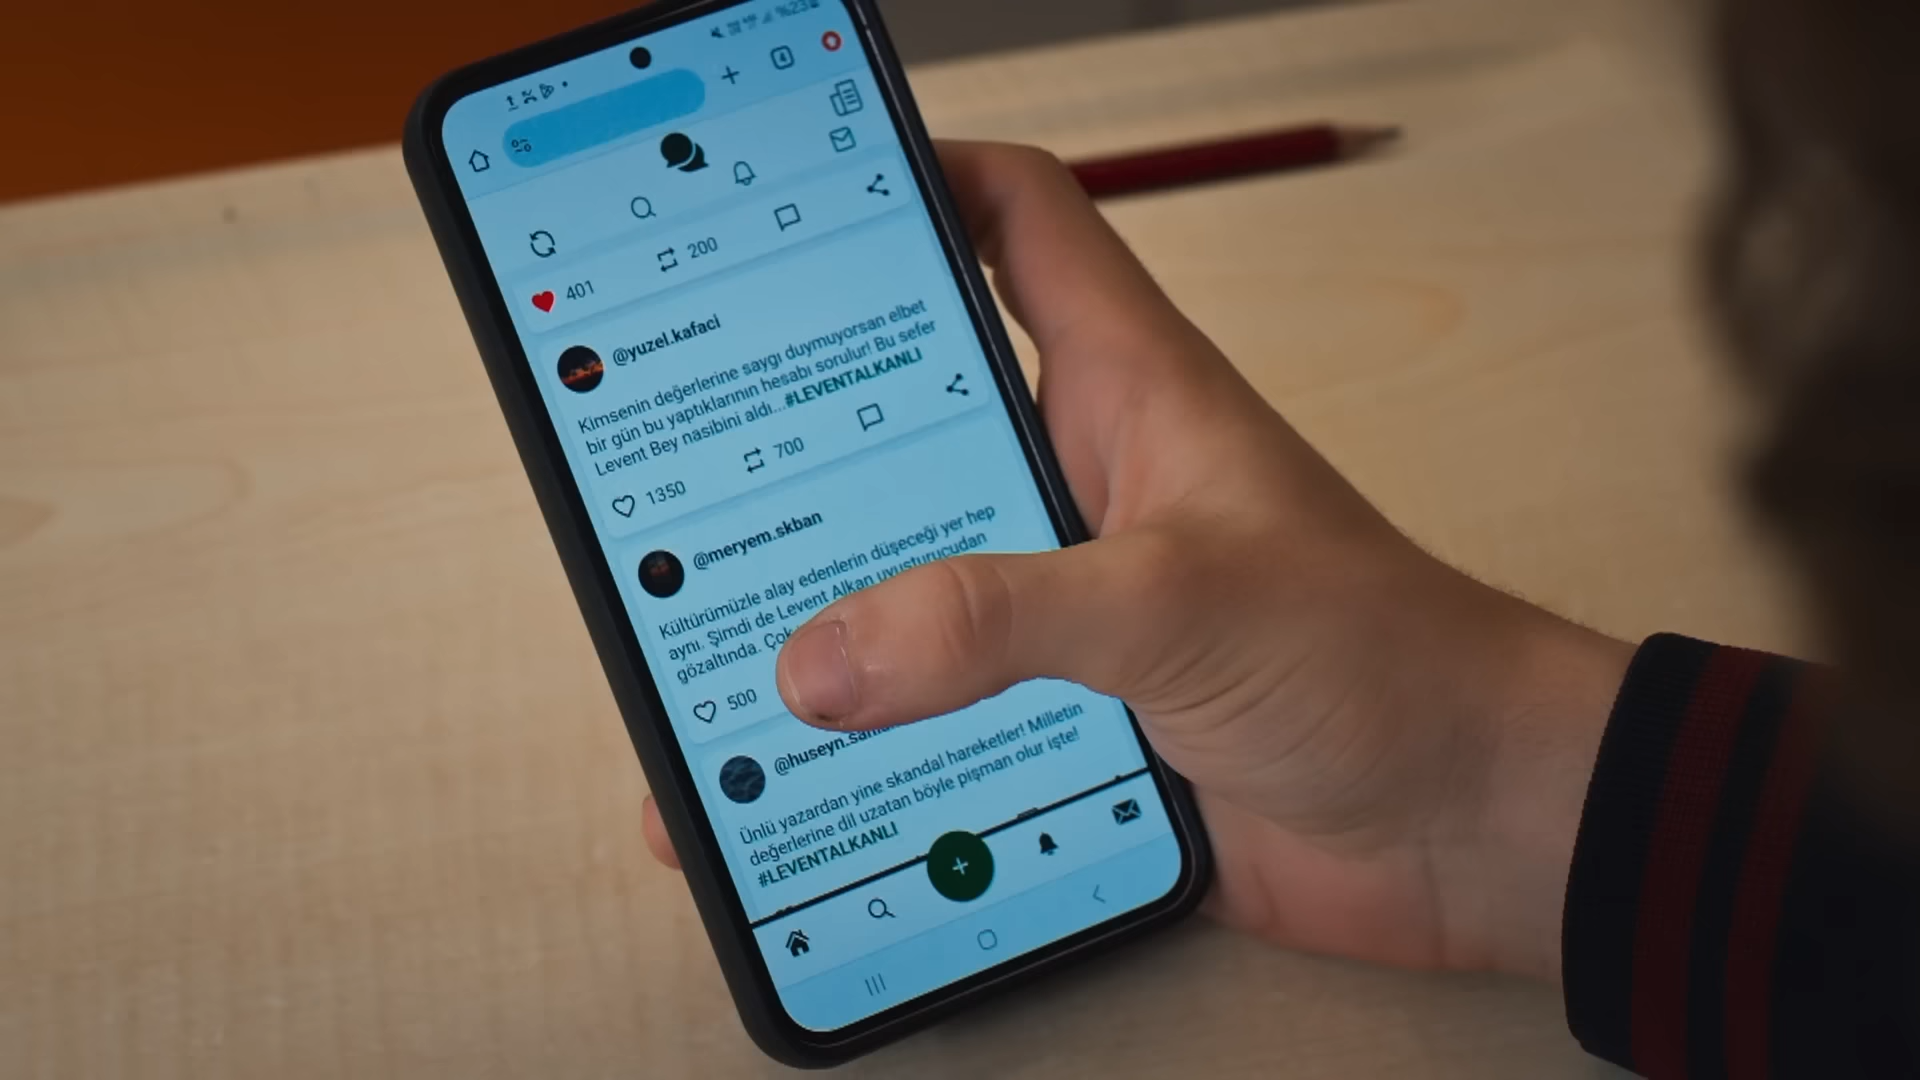 %23
4
401
200
@yuzel.kafaci
Kimsenin değerlerine saygı duymuyorsan elbet
bir gün bu yaptıklarının hesabı sorulur! Bu sefer
Levent Bey nasibini aldı...#LEVENTALKANLI
1350
700
@meryem.skban
Kültürümüzle alay edenlerin düşeceği yer hep
aynı. Şimdi de Levent Alkan uyuşturucudan
gözaltında.
500
Ünlü yazardan yine skandal hareketler! Milletin
değerlerine dil uzatan böyle pişman olur işte!
#LEVENTALKANLI